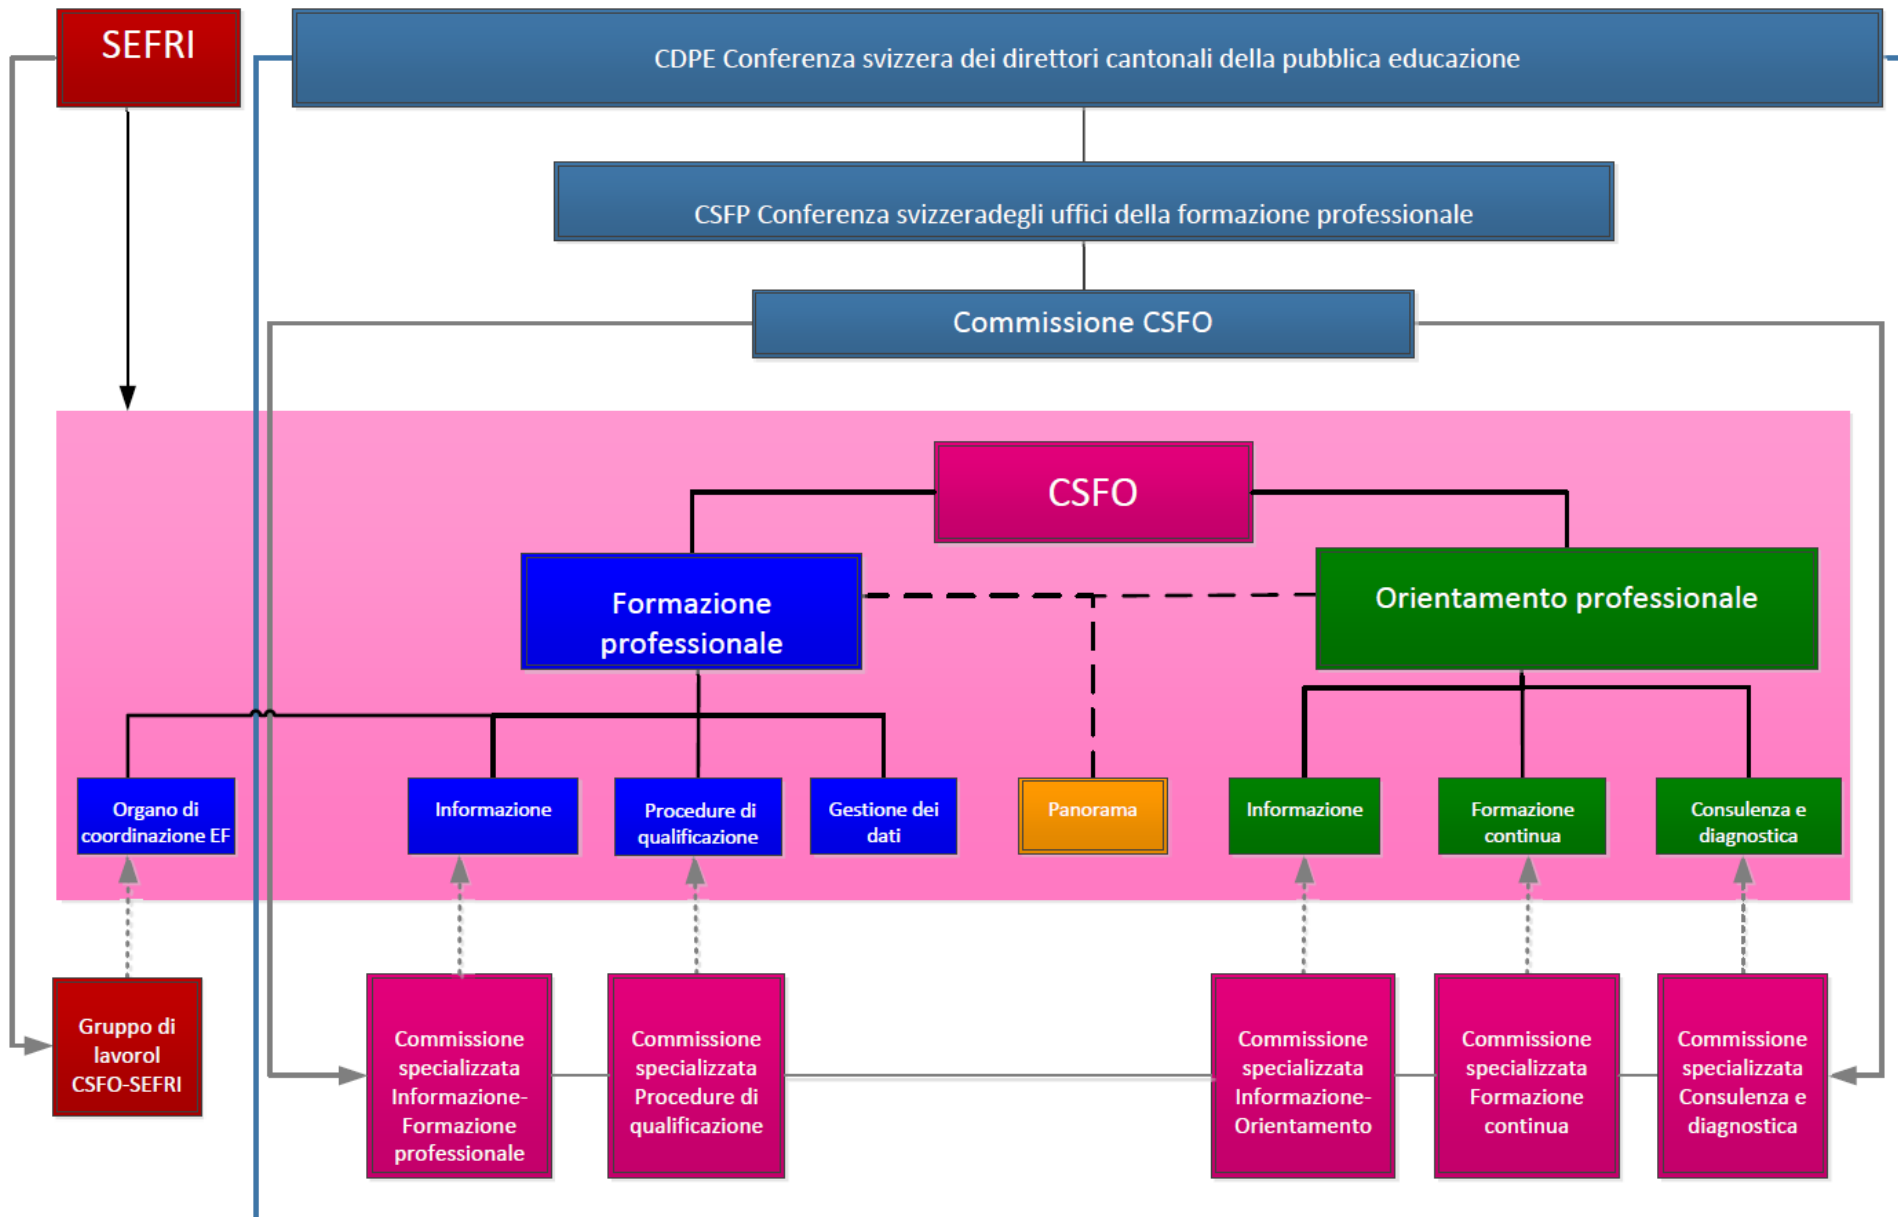 SEFRI
CDPE Conferenza svizzera dei direttori cantonali della pubblica educazione
CSFP Conferenza svizzeradegli uffici della formazione professionale
Commissione CSFO
CSFO
Formazione
professionale
Orientamento professionale
Organo di
coordinazione EF
Informazione
Procedure di
qualificazione
Gestione dei
dati
Panorama
Informazione
Formazione
continua
Consulenza e
diagnostica
Gruppo di
lavorol
CSFO-SEFRI
Commissione
specializzata
Informazione-
Formazione
professionale
Commissione
specializzata
Procedure di
qualificazione
Commissione
specializzata
Informazione-
Orientamento
Commissione
specializzata
Formazione
continua
Commissione
specializzata
Consulenza e
diagnostica